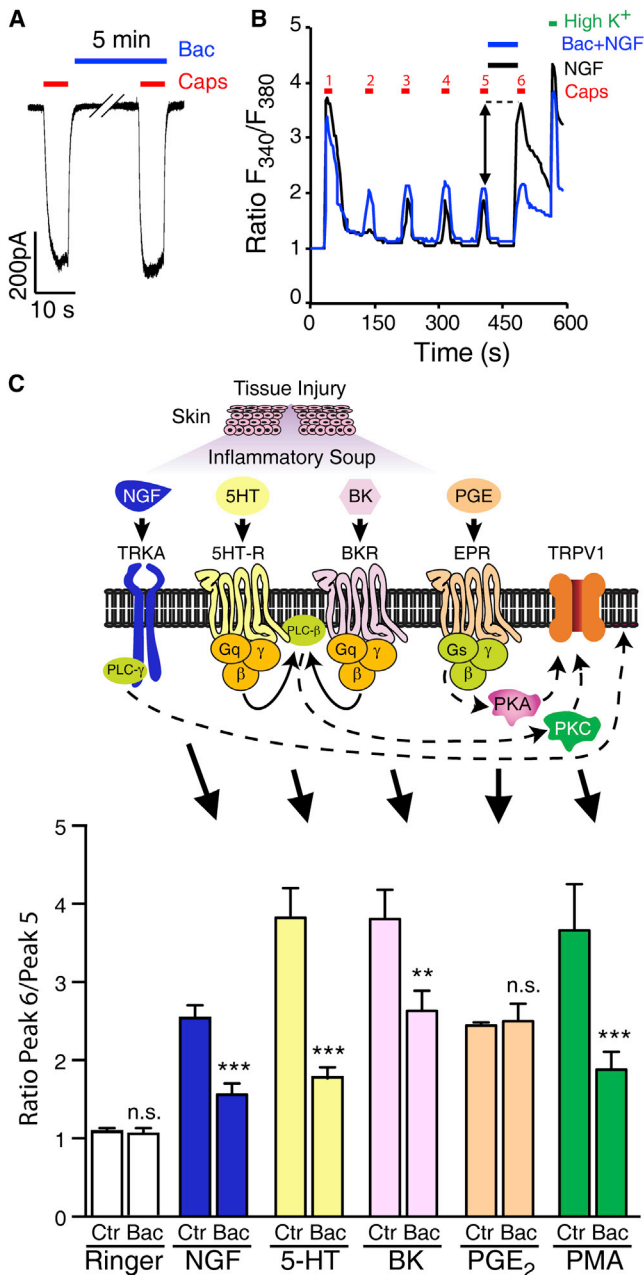 A
5 min
Bac
Caps
200pA
10 s
B
High K+
Bac+NGF
NGF
Caps
1 2 3 4 5 6
Ratio F340/F380
5
4
3
2
1
0
0 150 300 450 600
Time (s)
C
Tissue Injury
Skin
Inflammatory Soup
NGF 5HT BK PGE
TRKA 5HT-R BKR EPR TRPV1
PLC-γ Gq γ β PLC-β Gq γ β Gs γ β
PKA
PKC
Ratio Peak 6/Peak 5
5
4
3
2
1
0
n.s. *** *** ** n.s. ***
Ctr Bac Ctr Bac Ctr Bac Ctr Bac Ctr Bac Ctr Bac
Ringer NGF 5-HT BK PGE2 PMA